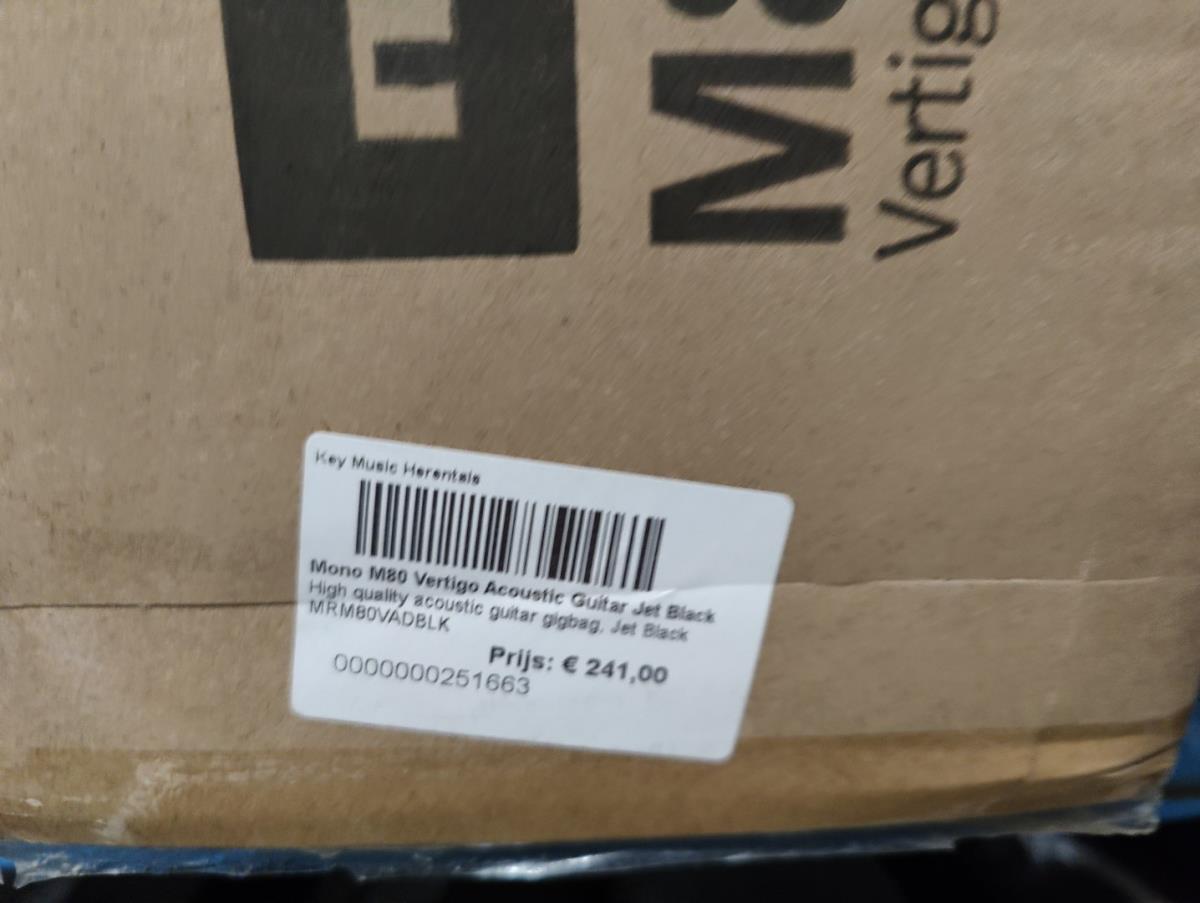 M8
Vertig
Key Music Herentals
Mono M80 Vertigo Acoustic Guitar Jet Black
High quality acoustic guitar gigbag, Jet Black
MRM80VADBLK
Prijs: € 241,00
0000000251663